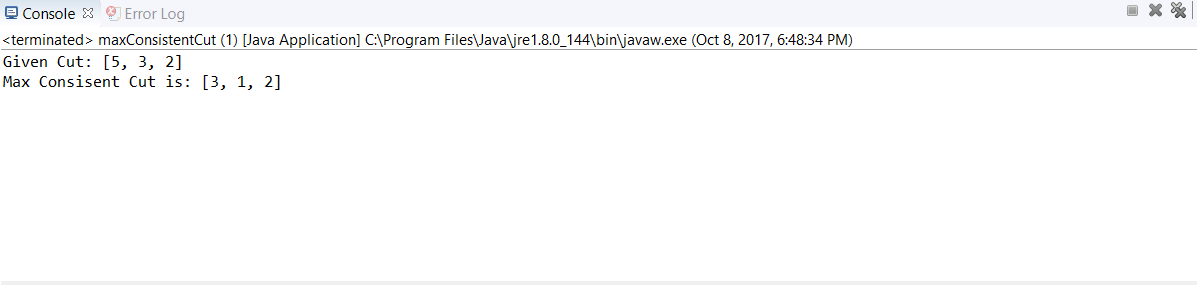 Console Error Log
<terminated> maxConsistentCut (1) [Java Application] C:\Program Files\Java\jre1.8.0_144\bin\javaw.exe (Oct 8, 2017, 6:48:34 PM)
Given Cut: [5, 3, 2]
Max Consisent Cut is: [3, 1, 2]